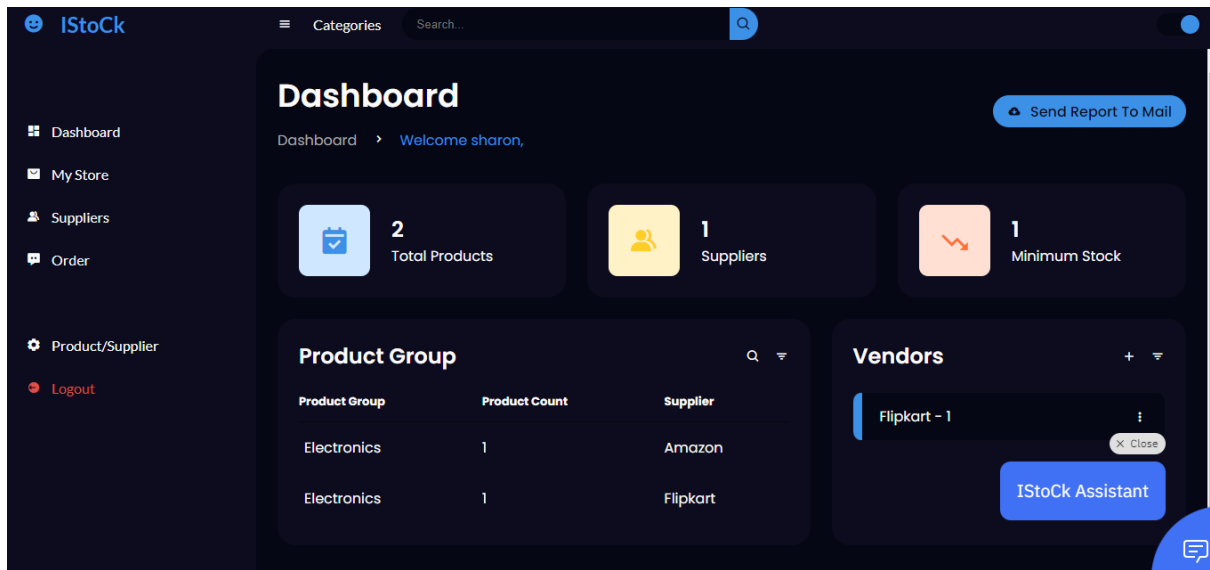 IStoCk
Categories
Search...
Dashboard
My Store
Suppliers
Order
Product/Supplier
Logout
Dashboard
Dashboard > Welcome sharon,
Send Report To Mail
2
Total Products
1
Suppliers
1
Minimum Stock
Product Group
Product Group Product Count Supplier
Electronics 1 Amazon
Electronics 1 Flipkart
Vendors
Flipkart - 1
× Close
IStoCk Assistant